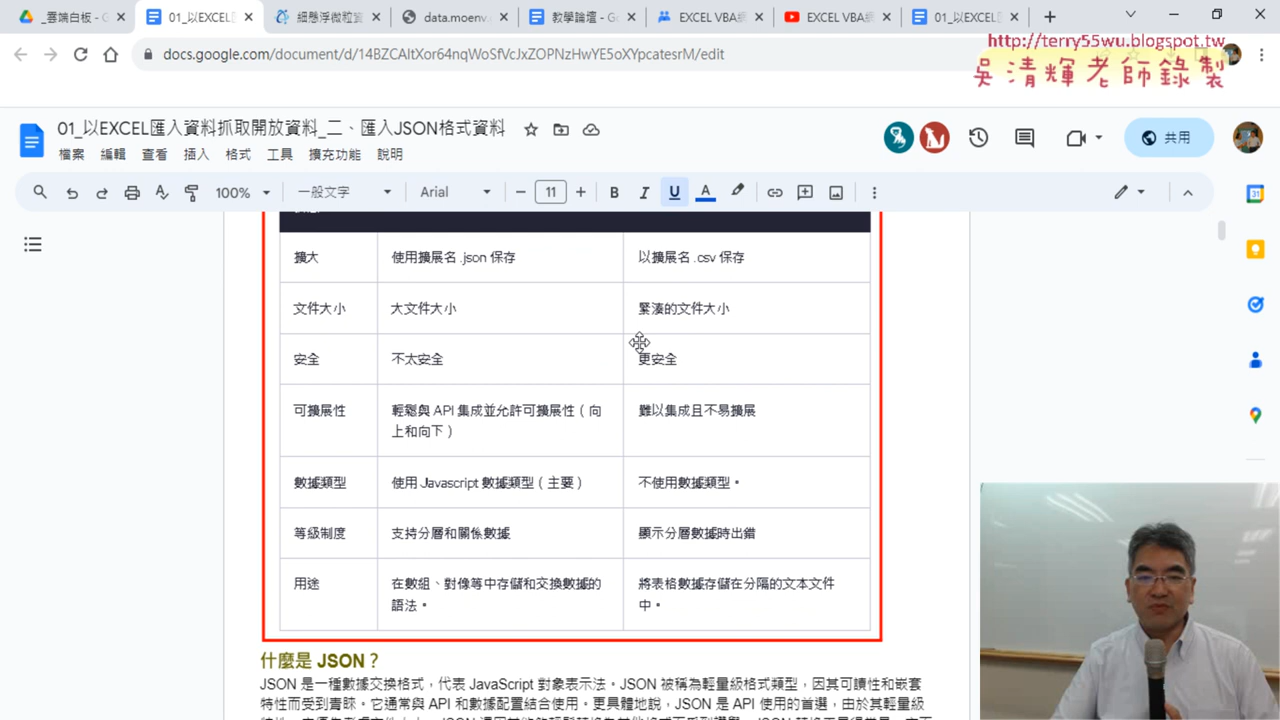 _雲端白板 - G
01_以EXCEL匯
細懸浮微粒資
data.moenv.
教學論壇 - Go
EXCEL VBA網
EXCEL VBA網
01_以EXCEL匯
docs.google.com/document/d/14BZCAItXor64nqWoSfVcJxZOPNzHwYE5oXYpcatesrM/edit
http://terry55wu.blogspot.tw
吳清輝老師錄製
01_以EXCEL匯入資料抓取開放資料_二、匯入JSON格式資料
共用
檔案 編輯 查看 插入 格式 工具 擴充功能 說明
100% 一般文字 Arial 11 B I U A
擴大 使用擴展名 .json 保存 以擴展名 .csv 保存
文件大小 大文件大小 緊湊的文件大小
安全 不太安全 更安全
可擴展性 輕鬆與 API 集成並允許可擴展性（向 難以集成且不易擴展
上和向下）
數據類型 使用 Javascript 數據類型（主要） 不使用數據類型。
等級制度 支持分層和關係數據 顯示分層數據時出錯
用途 在數組、對像等中存儲和交換數據的 將表格數據存儲在分隔的文本文件
語法。 中。
什麼是 JSON？
JSON 是一種數據交換格式，代表 JavaScript 對象表示法。JSON 被稱為輕量級格式類型，因其可讀性和嵌套
特性而受到青睞。它通常與 API 和數據配置結合使用。更具體地說，JSON 是 API 使用的首選，由於其輕量級